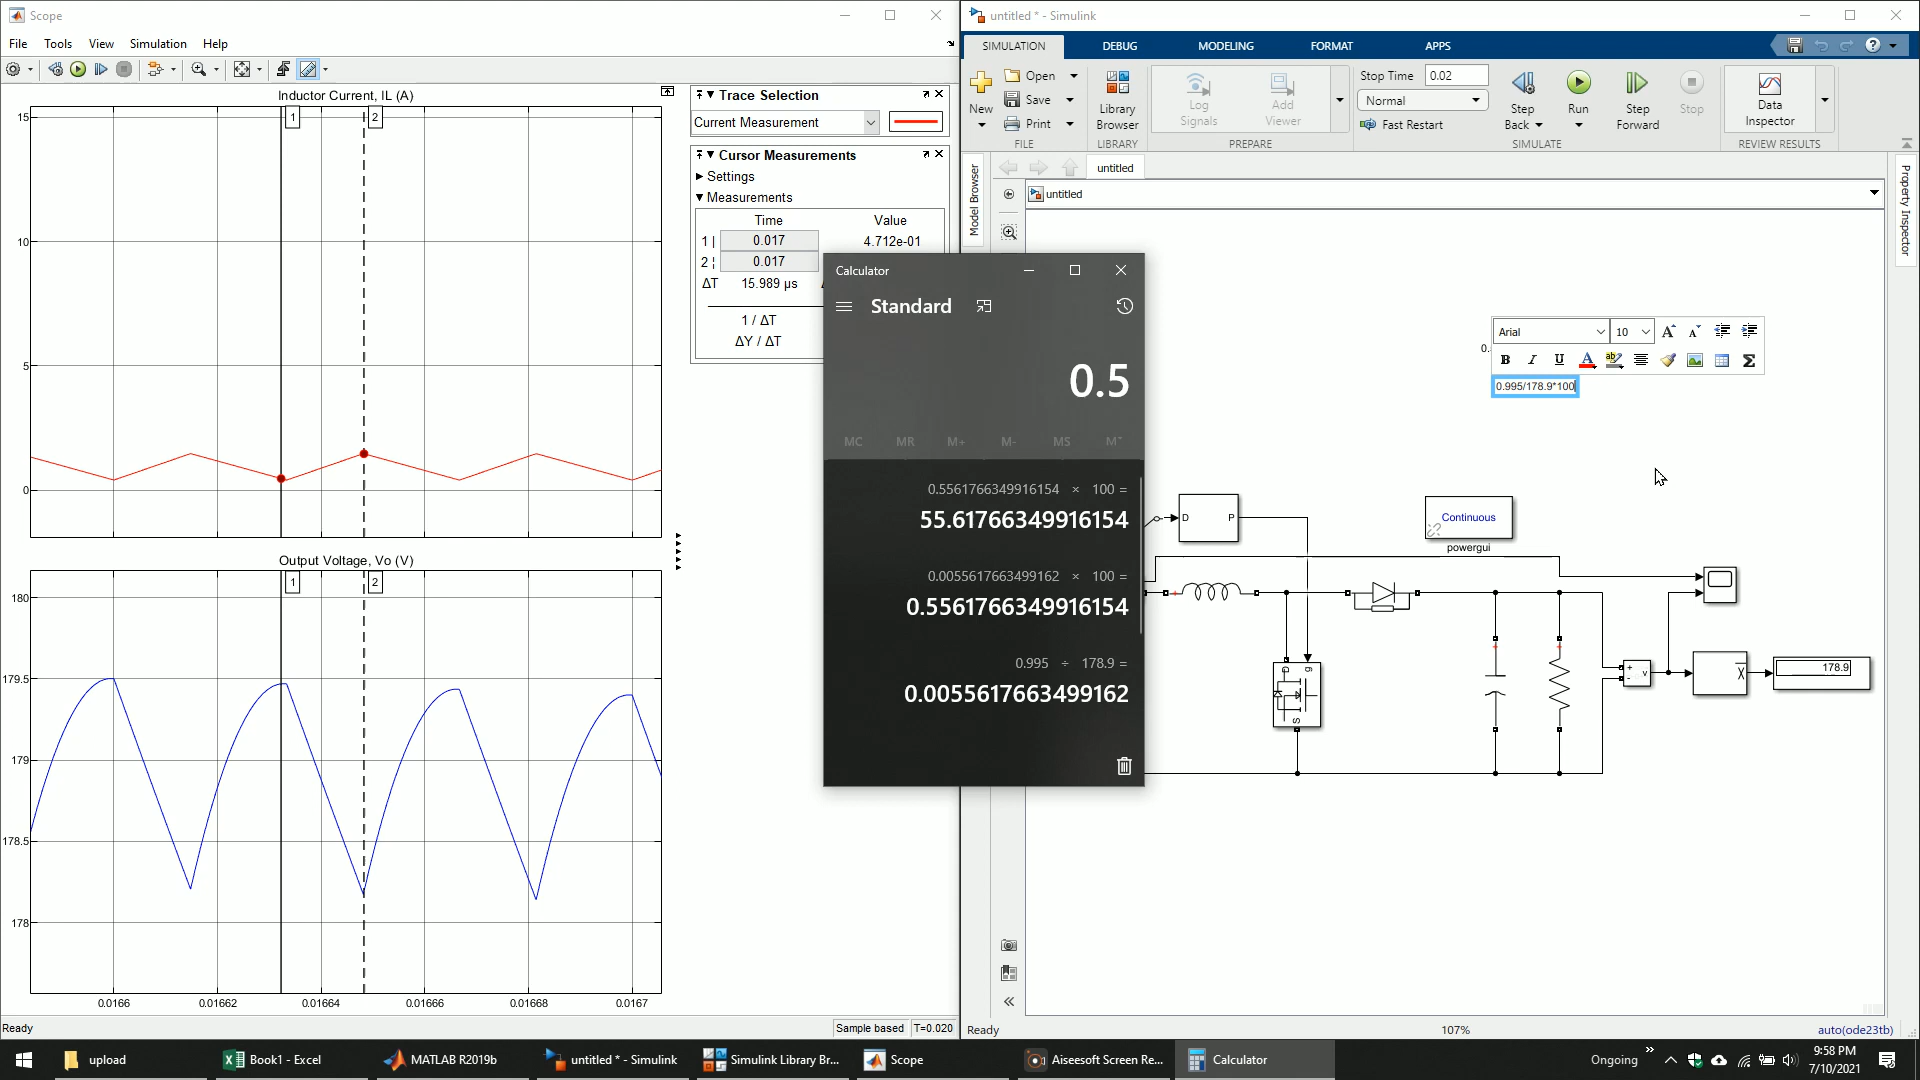 Scope
File Tools View Simulation Help
Inductor Current, IL (A)
15
10
5
0
1
2
Output Voltage, Vo (V)
1
2
180
179.5
179
178.5
178
0.0166
0.01662
0.01664
0.01666
0.01668
0.0167
Ready
Sample based
T=0.020
Trace Selection
Current Measurement
Cursor Measurements
Settings
Measurements
Time Value
1 0.017 4.712e-01
2 0.017
ΔT 15.989 µs
1 / ΔT
ΔY / ΔT
Calculator
Standard
0.5
MC MR M+ M- MS M˅
0.5561766349916154 × 100 =
55.61766349916154
0.0055617663499162 × 100 =
0.5561766349916154
0.995 ÷ 178.9 =
0.0055617663499162
untitled * - Simulink
SIMULATION DEBUG MODELING FORMAT APPS
New
Open
Save
Print
FILE
Library
Browser
LIBRARY
Log
Signals
Add
Viewer
PREPARE
Stop Time 0.02
Normal
Fast Restart
Step
Back
Run
Step
Forward
Stop
SIMULATE
Data
Inspector
REVIEW RESULTS
Model Browser
untitled
untitled
Property Inspector
Arial
10
B I U A ab Σ
0.
0.995/178.9*100
D P
Continuous
powergui
D g
S
+
-
v
X
178.9
Ready
107%
auto(ode23tb)
upload
Book1 - Excel
MATLAB R2019b
untitled * - Simulink
Simulink Library Br...
Scope
Aiseesoft Screen Re...
Calculator
Ongoing
9:58 PM
7/10/2021